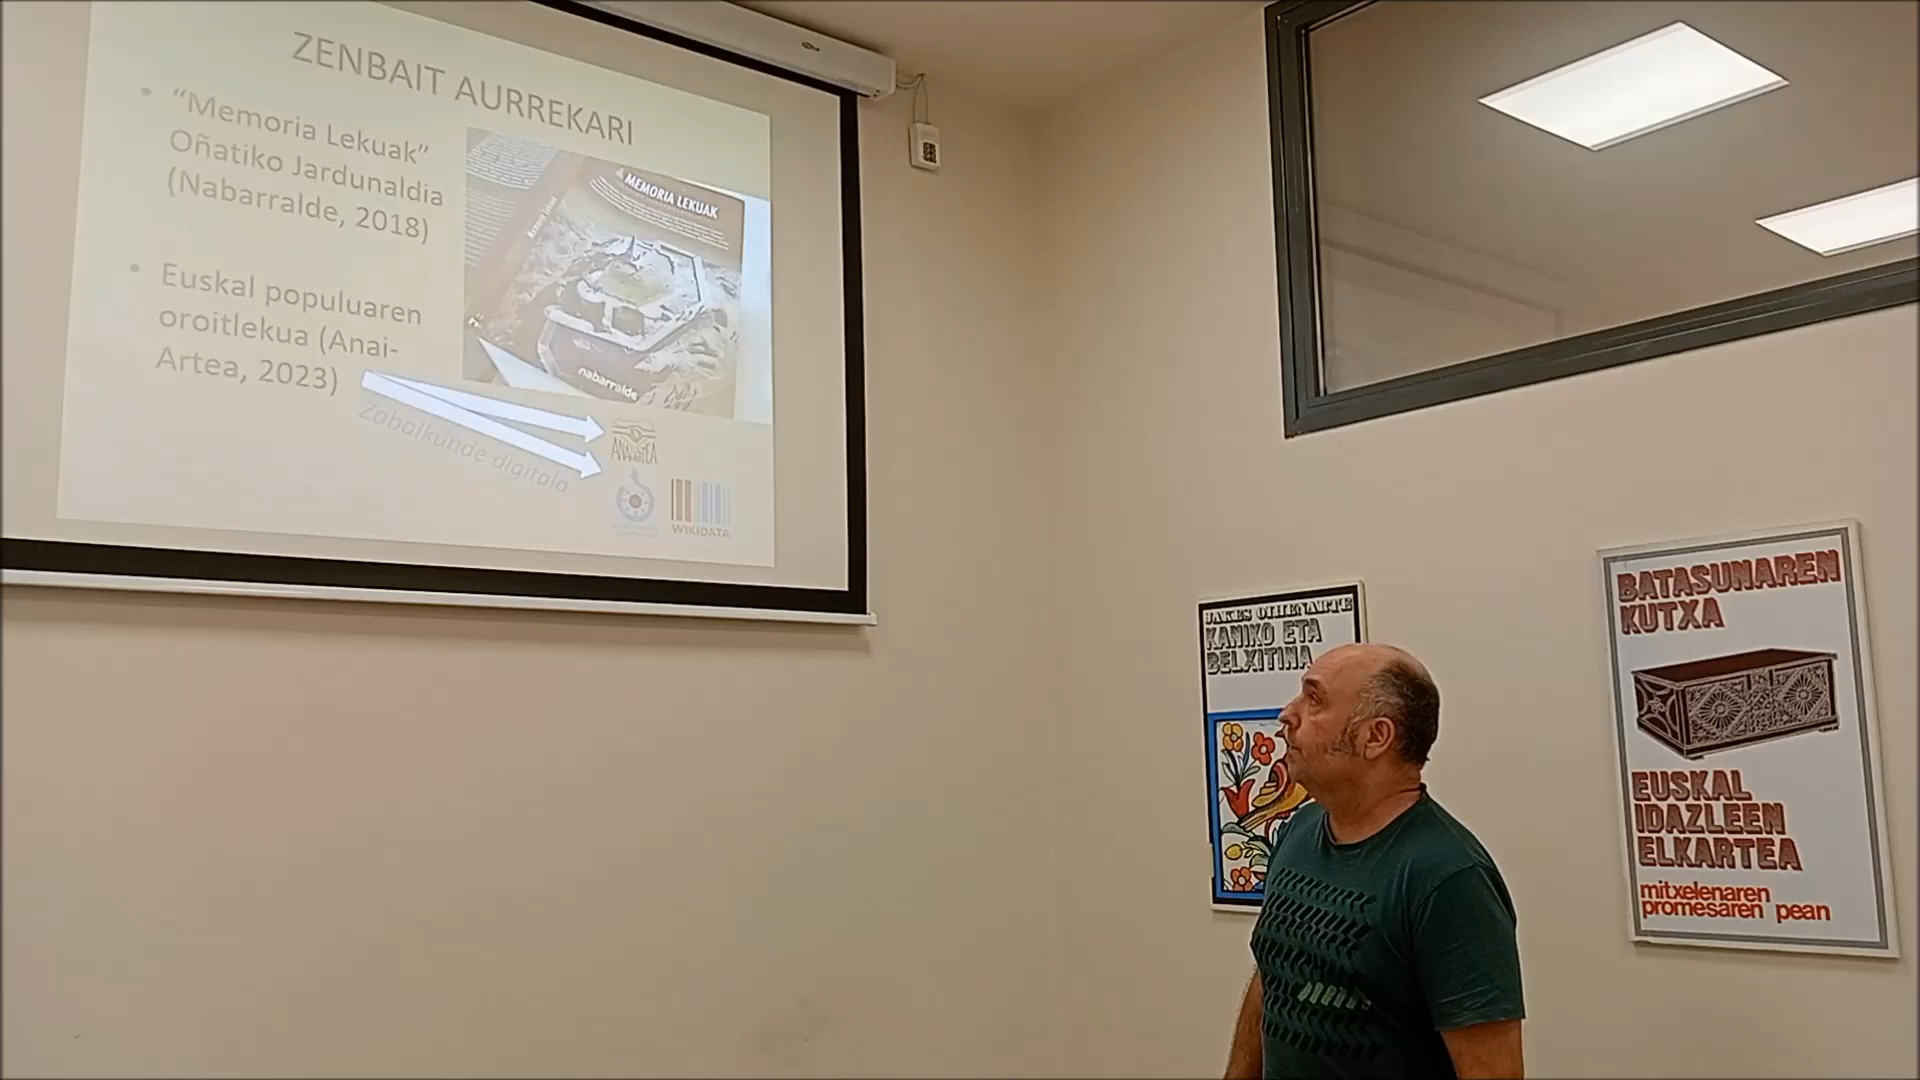 ZENBAIT AURREKARI
• “Memoria Lekuak”
Oñatiko Jardunaldia
(Nabarralde, 2018)
• Euskal populuaren
oroitlekua (Anai-
Artea, 2023)
Zabalkunde digitala
MEMORIA LEKUAK
nabarralde
WIKIDATA
JAKES OIHENARTE
KANIKO ETA
BELXITINA
BATASUNAREN
KUTXA
EUSKAL
IDAZLEEN
ELKARTEA
mitxelenaren
promesaren pean